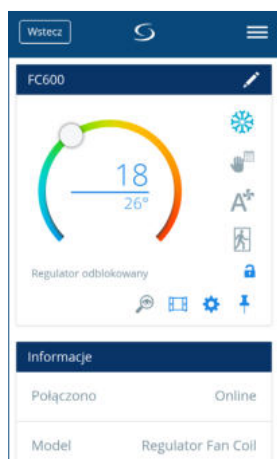 Wstecz
FC600
18
26°
A
Regulator odblokowany
Informacje
Połączono Online
Model Regulator Fan Coil